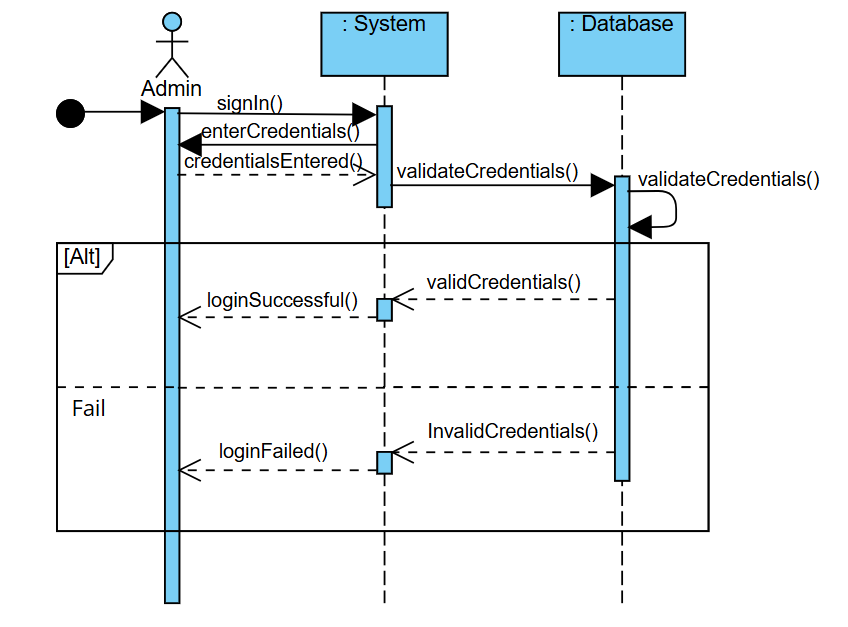 : System
: Database
Admin
signIn()
enterCredentials()
credentialsEntered()
validateCredentials()
validateCredentials()
[Alt]
validCredentials()
loginSuccessful()
Fail
InvalidCredentials()
loginFailed()